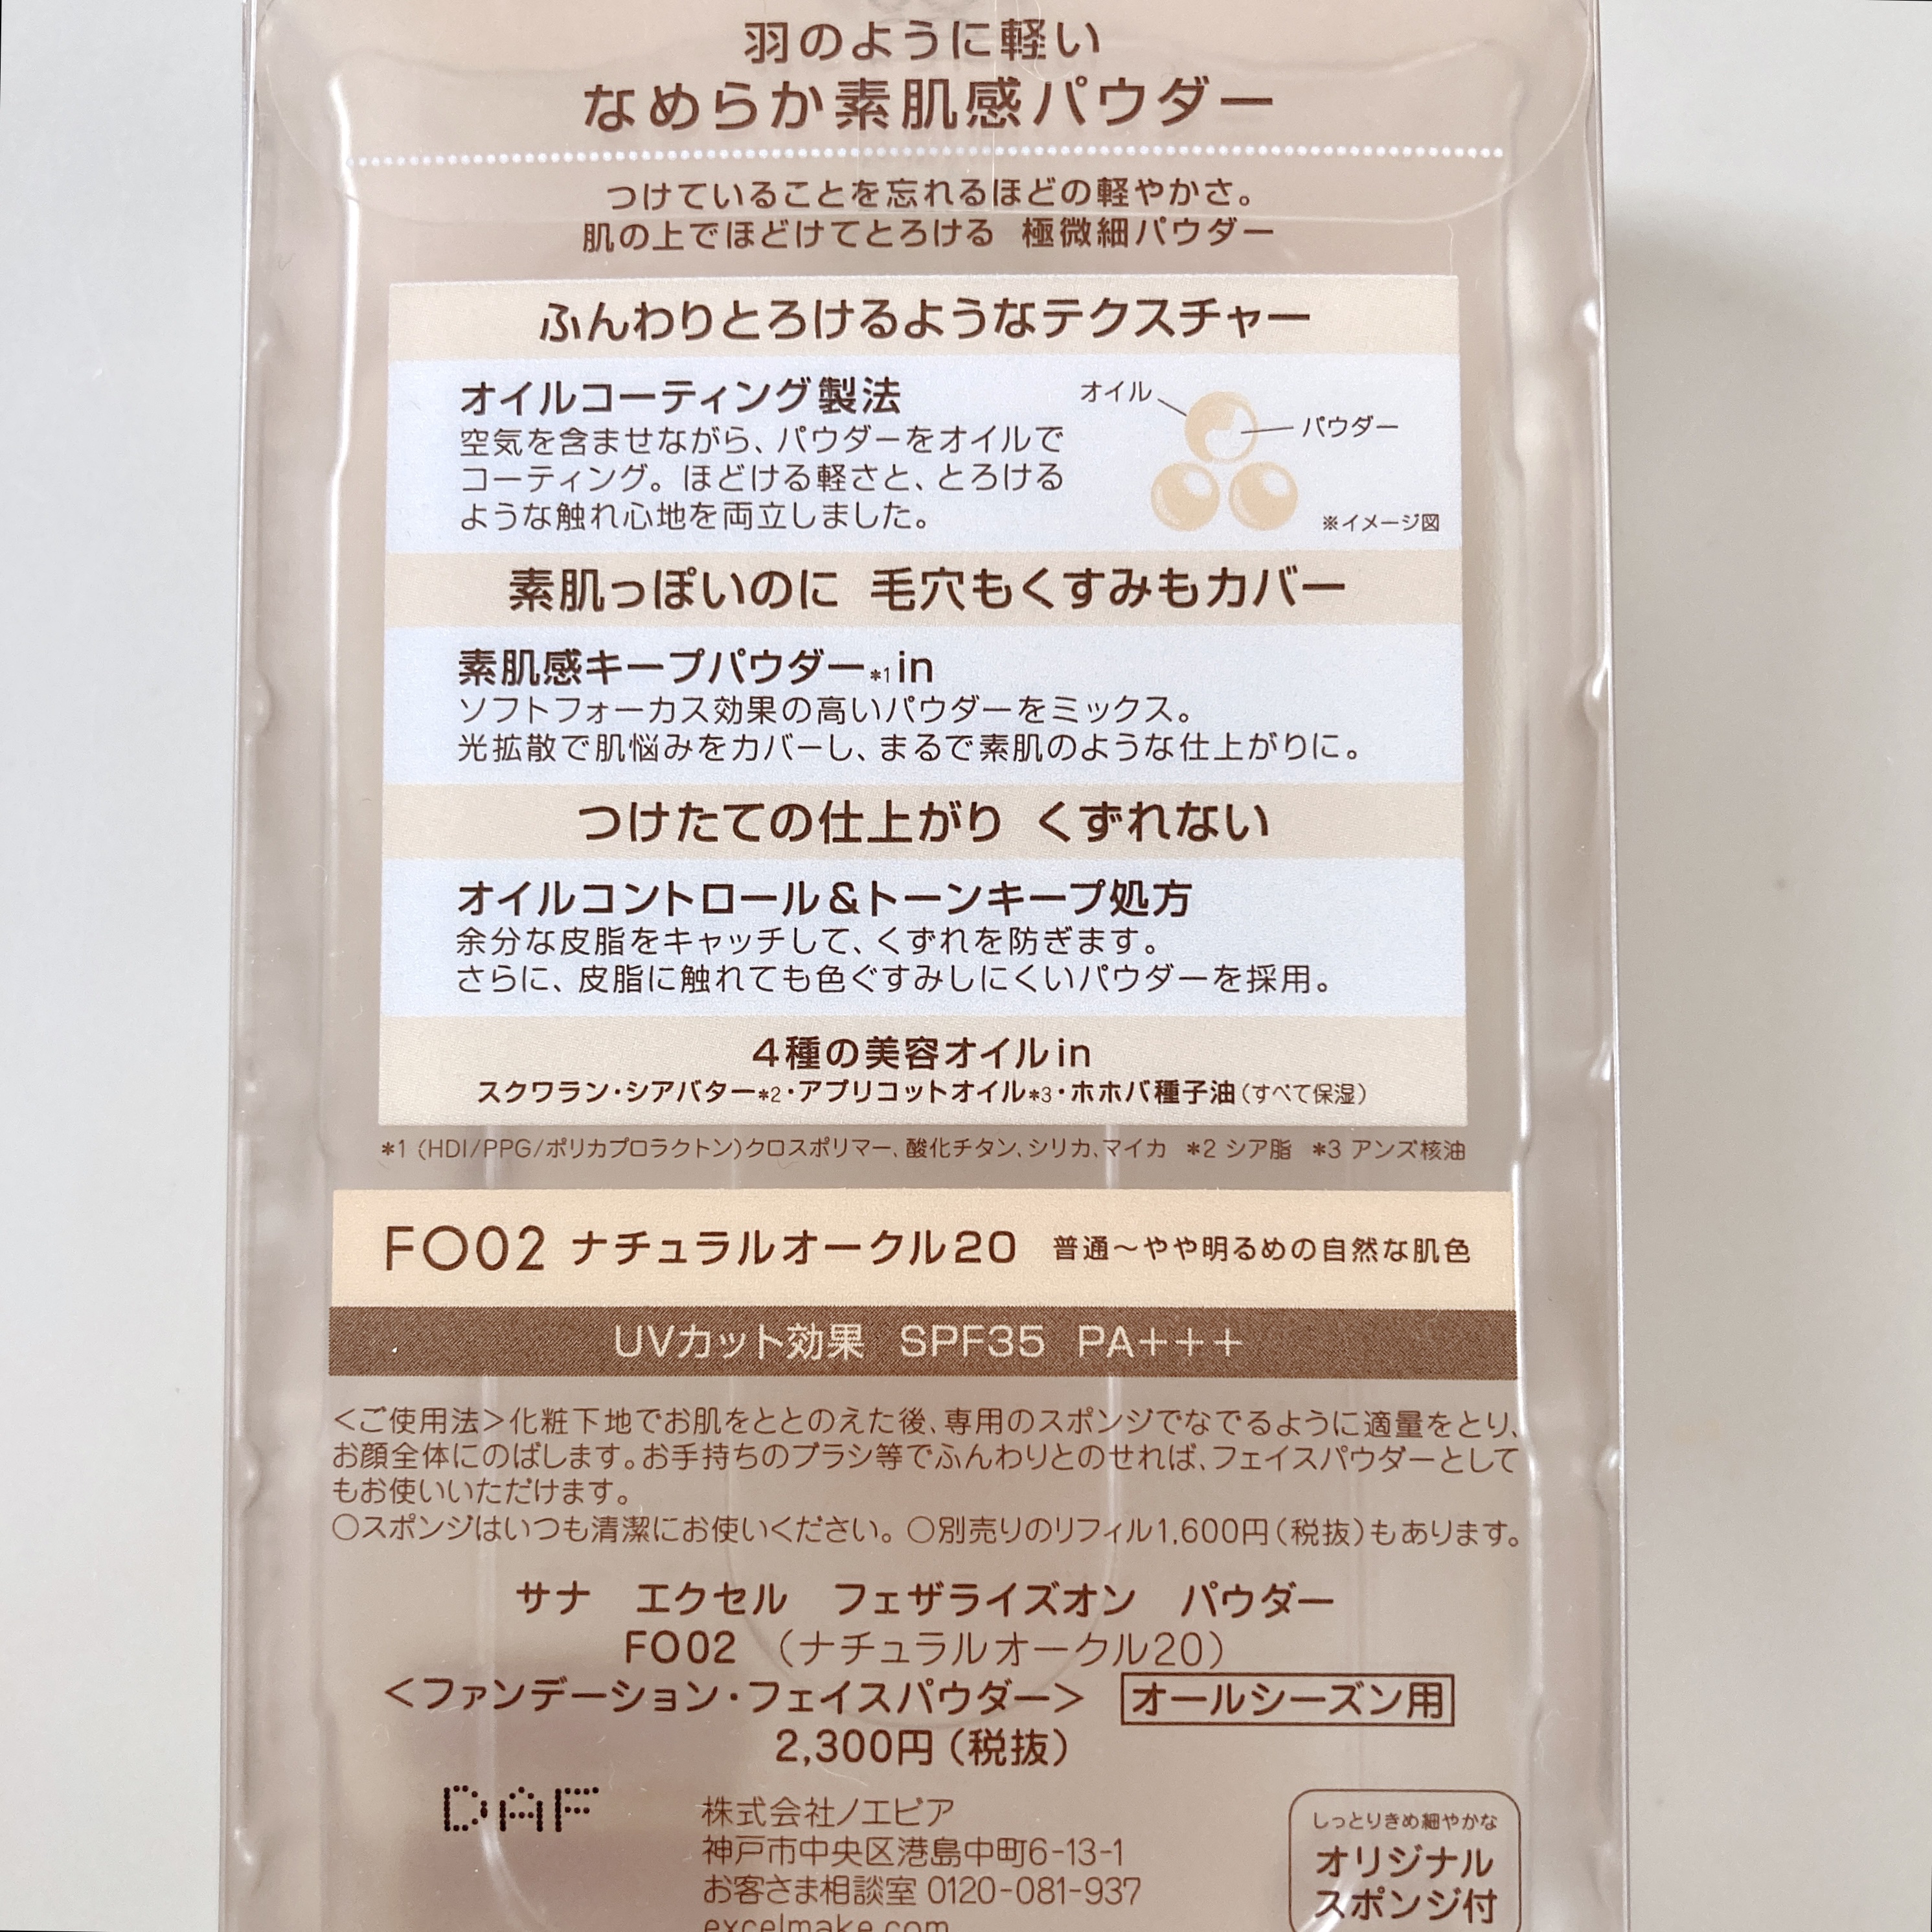 羽のように軽い
なめらか素肌感パウダー
つけていることを忘れるほどの軽やかさ。
肌の上でほどけてとろける 極微細パウダー
ふんわりとろけるようなテクスチャー
オイルコーティング製法
空気を含ませながら、パウダーをオイルで
コーティング。ほどける軽さと、とろける
ような触れ心地を両立しました。
オイル
パウダー
※イメージ図
素肌っぽいのに 毛穴もくすみもカバー
素肌感キープパウダー*1in
ソフトフォーカス効果の高いパウダーをミックス。
光拡散で肌悩みをカバーし、まるで素肌のような仕上がりに。
つけたての仕上がり くずれない
オイルコントロール&トーンキープ処方
余分な皮脂をキャッチして、くずれを防ぎます。
さらに、皮脂に触れても色ぐすみしにくいパウダーを採用。
4種の美容オイルin
スクワラン・シアバター*2・アプリコットオイル*3・ホホバ種子油(すべて保湿)
*1 (HDI/PPG/ポリカプロラクトン)クロスポリマー、酸化チタン、シリカ、マイカ *2 シア脂 *3 アンズ核油
FO02 ナチュラルオークル20 普通～やや明るめの自然な肌色
UVカット効果 SPF35 PA+++
<ご使用法>化粧下地でお肌をととのえた後、専用のスポンジでなでるように適量をとり、
お顔全体にのばします。お手持ちのブラシ等でふんわりとのせれば、フェイスパウダーとして
もお使いいただけます。
○スポンジはいつも清潔にお使いください。○別売りのリフィル1,600円(税抜)もあります。
サナ エクセル フェザライズオン パウダー
FO02 (ナチュラルオークル20)
<ファンデーション・フェイスパウダー> オールシーズン用
2,300円(税抜)
DAF
株式会社ノエビア
神戸市中央区港島中町6-13-1
お客さま相談室 0120-081-937
excelmake.com
しっとりきめ細やかな
オリジナル
スポンジ付